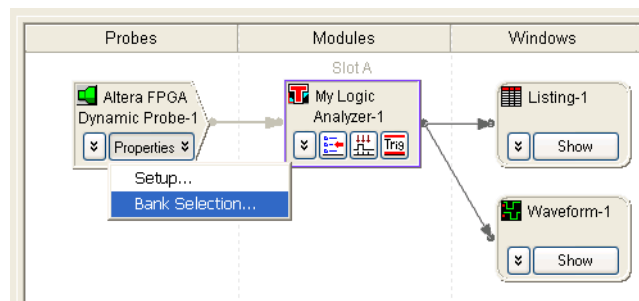 Probes
Modules
Windows
Slot A
Altera FPGA
Dynamic Probe-1
Properties
Setup...
Bank Selection...
My Logic
Analyzer-1
Trig
Listing-1
Show
Waveform-1
Show